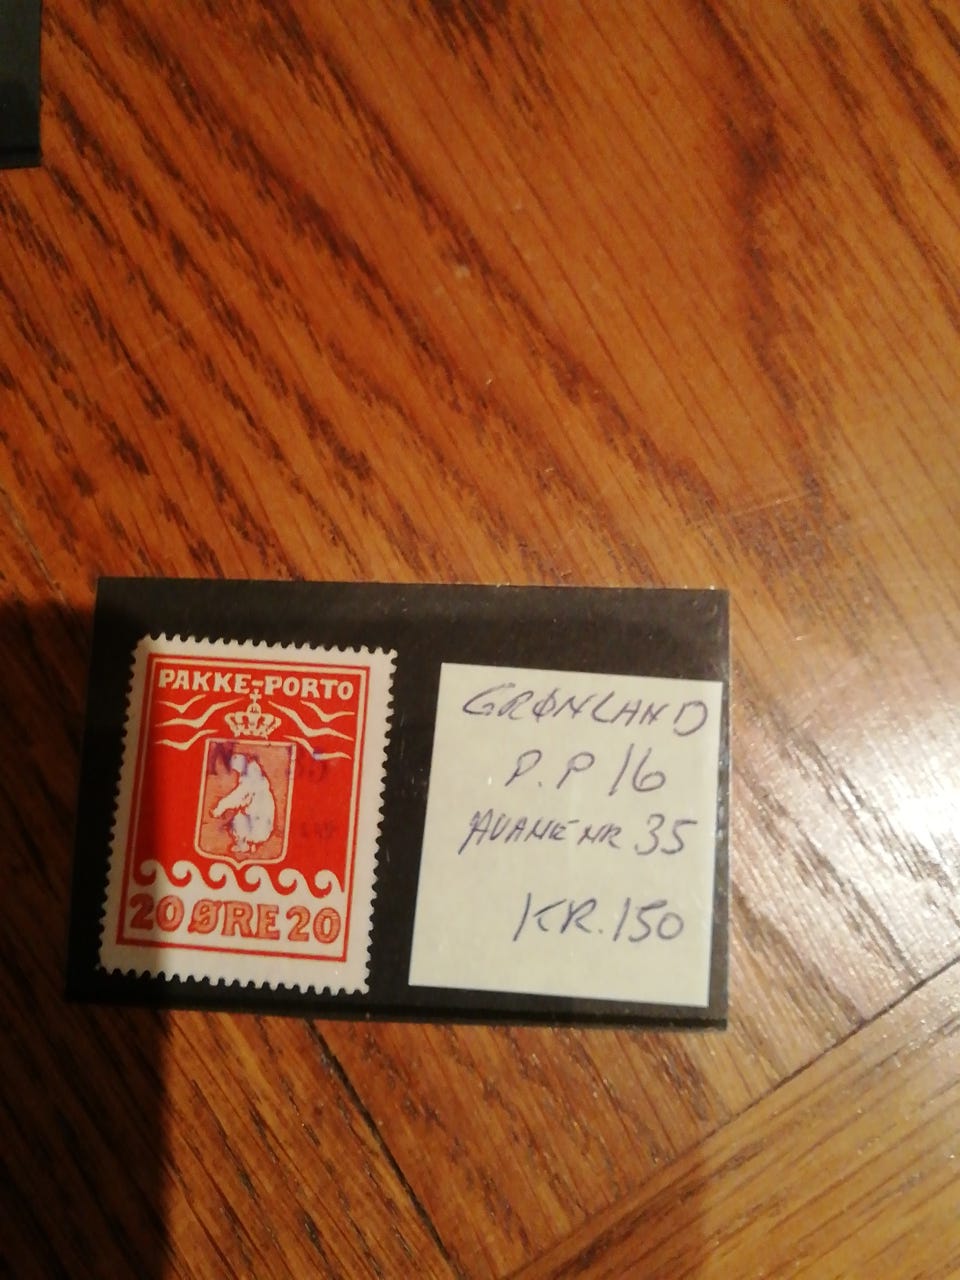 PAKKE-PORTO
20 ØRE 20
GRØNLAND
P.P 16
AVANE NR 35
KR. 150